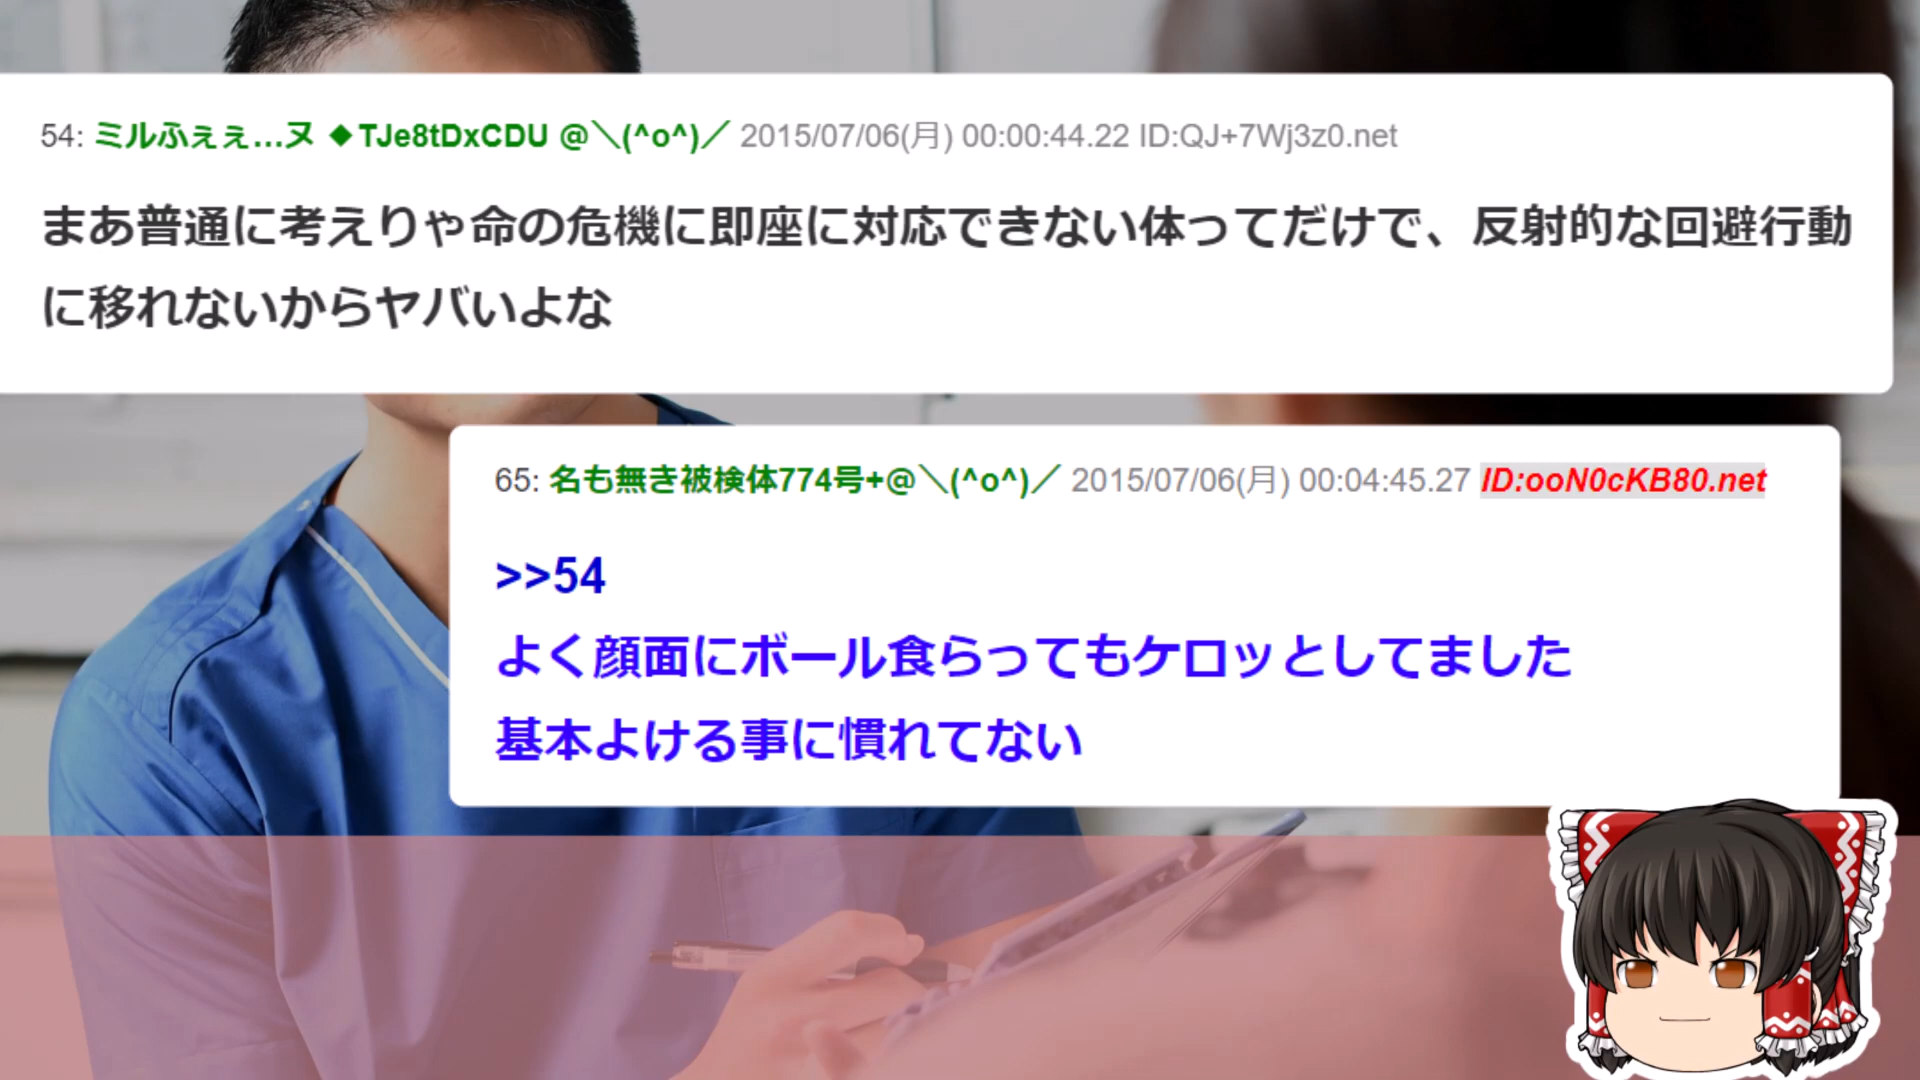 54: ミルふぇぇ...ヌ ◆TJe8tDxCDU @＼(^o^)／ 2015/07/06(月) 00:00:44.22 ID:QJ+7Wj3z0.net
まあ普通に考えりゃ命の危機に即座に対応できない体ってだけで、反射的な回避行動
に移れないからヤバいよな
65: 名も無き被検体774号+@＼(^o^)／ 2015/07/06(月) 00:04:45.27 ID:ooN0cKB80.net
>>54
よく顔面にボール食らってもケロッとしてました
基本よける事に慣れてない